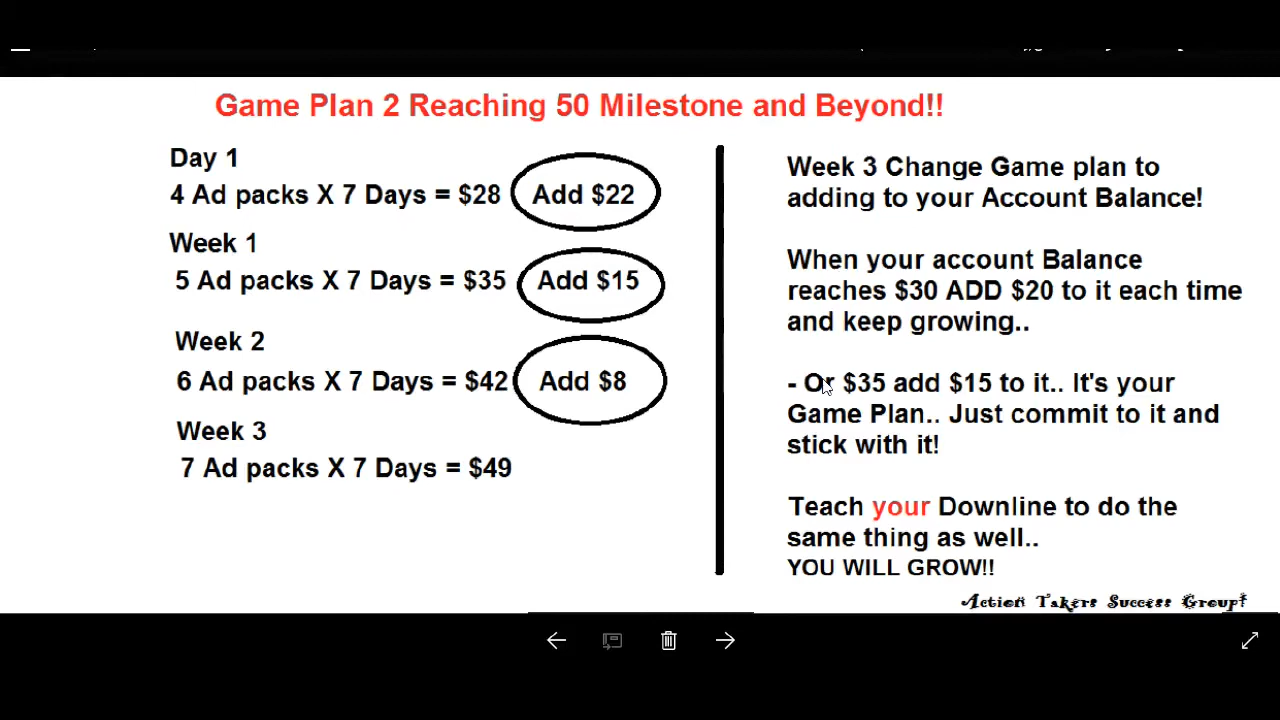 Game Plan 2 Reaching 50 Milestone and Beyond!!
Day 1
4 Ad packs X 7 Days = $28 Add $22
Week 1
5 Ad packs X 7 Days = $35 Add $15
Week 2
6 Ad packs X 7 Days = $42 Add $8
Week 3
7 Ad packs X 7 Days = $49
Week 3 Change Game plan to
adding to your Account Balance!
When your account Balance
reaches $30 ADD $20 to it each time
and keep growing..
- Or $35 add $15 to it.. It's your
Game Plan.. Just commit to it and
stick with it!
Teach your Downline to do the
same thing as well..
YOU WILL GROW!!
Action Takers Success Group!